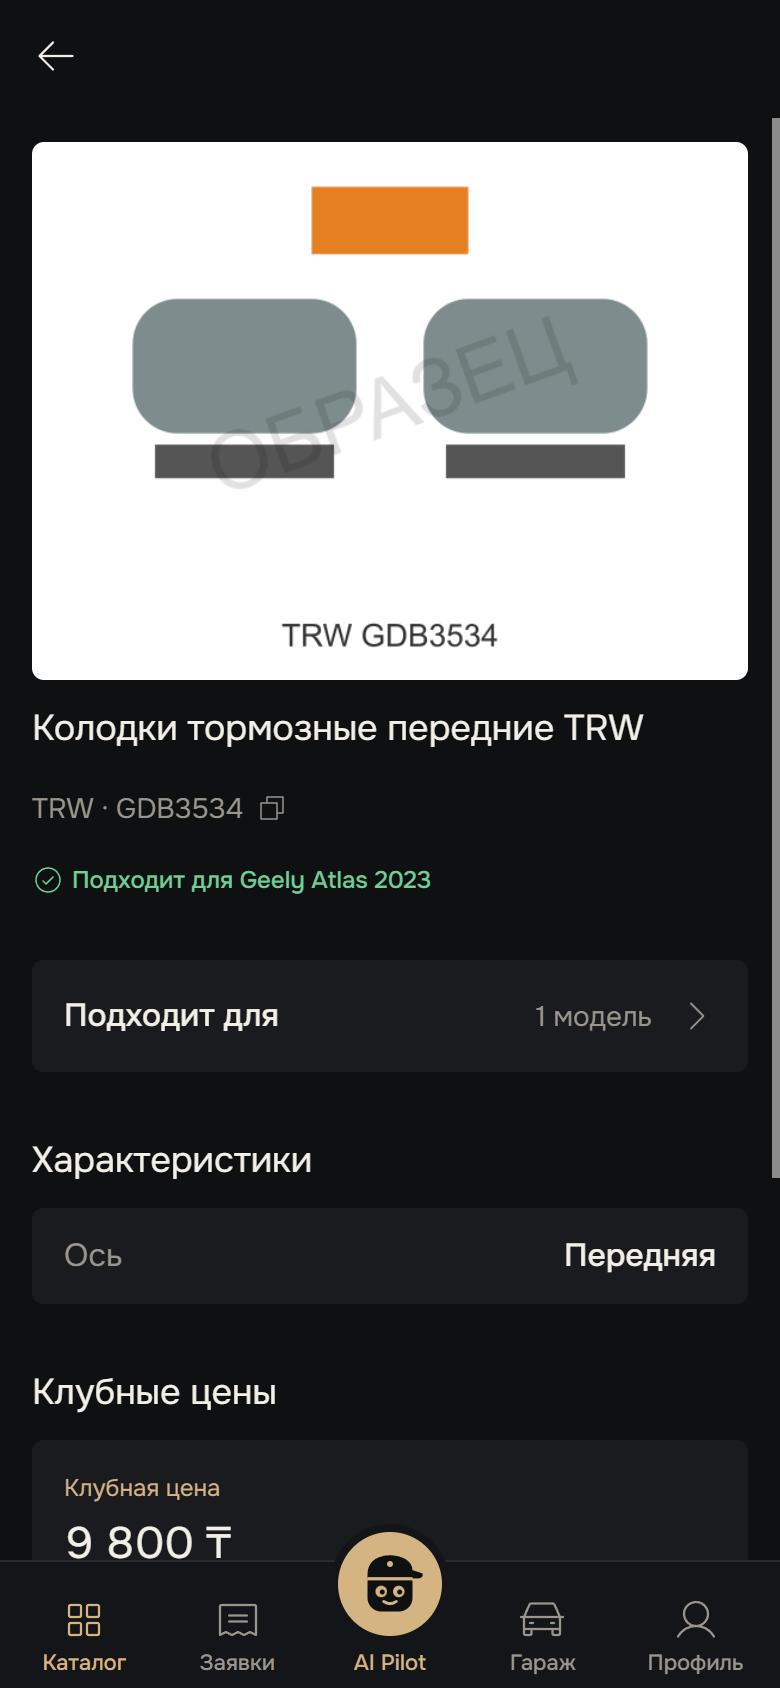 ОБРАЗЕЦ
TRW GDB3534
Колодки тормозные передние TRW
TRW · GDB3534
Подходит для Geely Atlas 2023
Подходит для 1 модель
Характеристики
Ось Передняя
Клубные цены
Клубная цена
9 800 ₸
Каталог Заявки AI Pilot Гараж Профиль